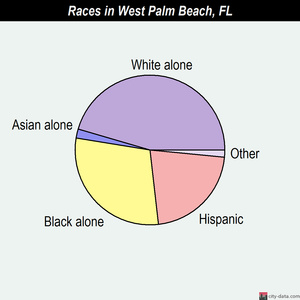 Races in West Palm Beach, FL
White alone
Asian alone
Other
Black alone
Hispanic
city-data.com